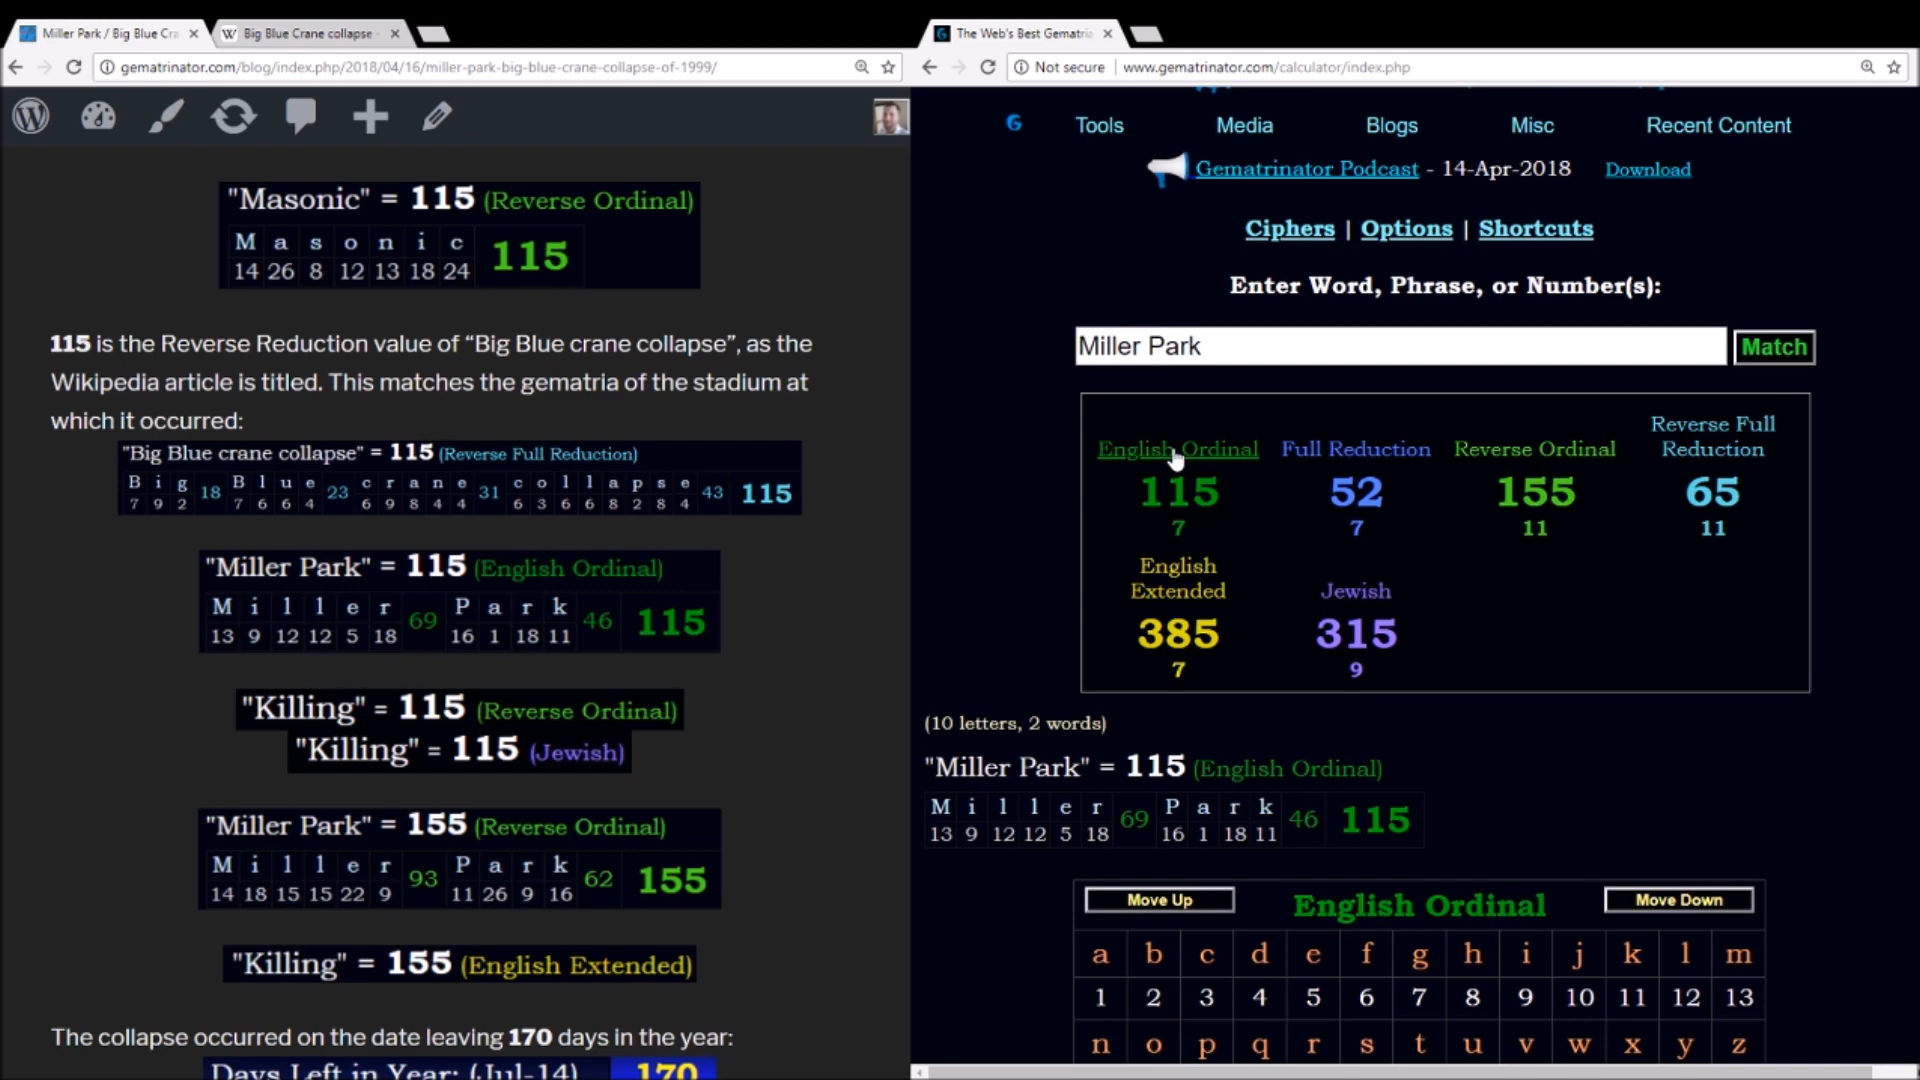 Miller Park / Big Blue Cra
Big Blue Crane collapse -
gematrinator.com/blog/index.php/2018/04/16/miller-park-big-blue-crane-collapse-of-1999/
"Masonic" = 115 (Reverse Ordinal)
M a s o n i c 115
14 26 8 12 13 18 24
115 is the Reverse Reduction value of “Big Blue crane collapse”, as the
Wikipedia article is titled. This matches the gematria of the stadium at
which it occurred:
"Big Blue crane collapse" = 115 (Reverse Full Reduction)
B i g 18 B l u e 23 c r a n e 31 c o l l a p s e 43 115
7 9 2 7 6 6 4 6 9 8 4 4 6 3 6 6 8 2 8 4
"Miller Park" = 115 (English Ordinal)
M i l l e r 69 P a r k 46 115
13 9 12 12 5 18 16 1 18 11
"Killing" = 115 (Reverse Ordinal)
"Killing" = 115 (Jewish)
"Miller Park" = 155 (Reverse Ordinal)
M i l l e r 93 P a r k 62 155
14 18 15 15 22 9 11 26 9 16
"Killing" = 155 (English Extended)
The collapse occurred on the date leaving 170 days in the year:
Days Left in Year: (Jul-14) 170
The Web's Best Gematria
Not secure | www.gematrinator.com/calculator/index.php
Tools Media Blogs Misc Recent Content
Gematrinator Podcast - 14-Apr-2018 Download
Ciphers | Options | Shortcuts
Enter Word, Phrase, or Number(s):
Miller Park Match
English Ordinal Full Reduction Reverse Ordinal Reverse Full Reduction
115 52 155 65
7 7 11 11
English Extended Jewish
385 315
7 9
(10 letters, 2 words)
"Miller Park" = 115 (English Ordinal)
M i l l e r 69 P a r k 46 115
13 9 12 12 5 18 16 1 18 11
Move Up English Ordinal Move Down
a b c d e f g h i j k l m
1 2 3 4 5 6 7 8 9 10 11 12 13
n o p q r s t u v w x y z